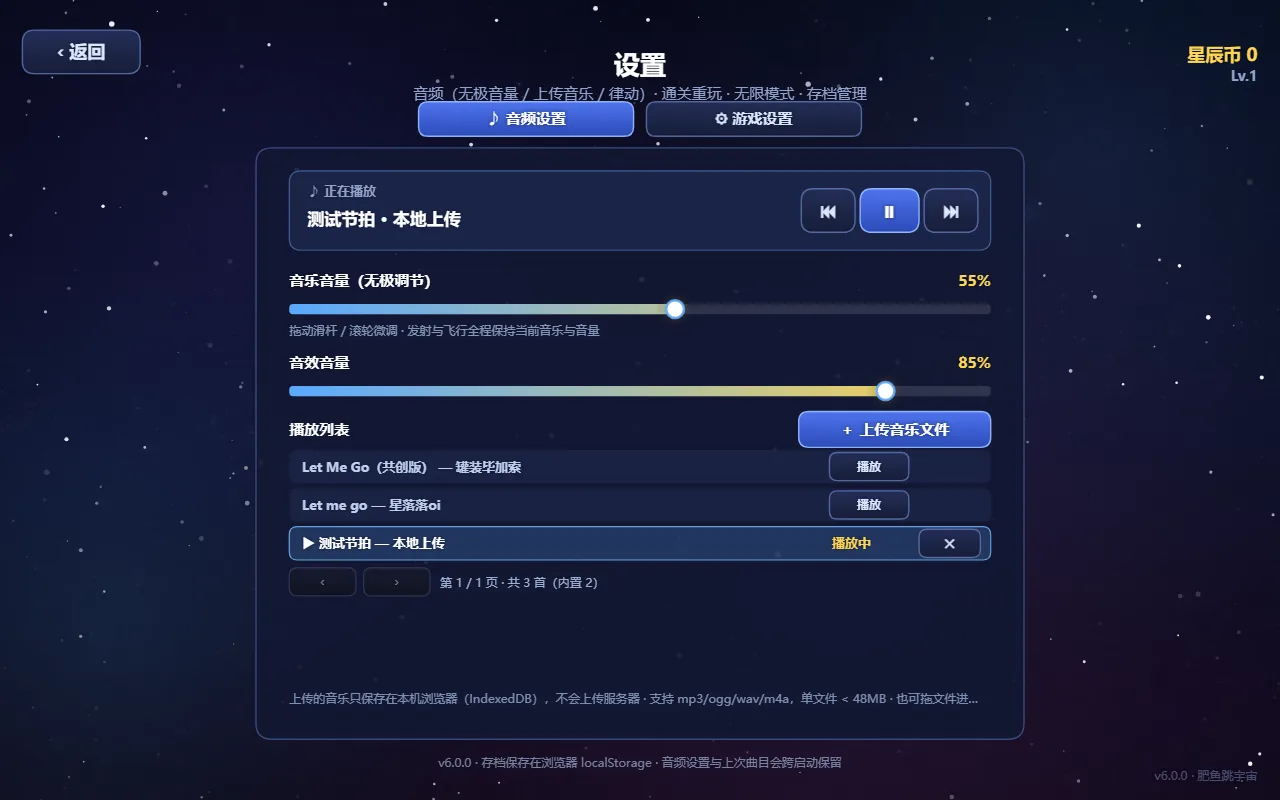 ‹ 返回
设置
星辰币 0
Lv.1
音频（无极音量 / 上传音乐 / 律动）· 通关重玩 · 无限模式 · 存档管理
♪ 音频设置
⚙ 游戏设置
♪ 正在播放
测试节拍 • 本地上传
音乐音量（无极调节）
55%
拖动滑杆 / 滚轮微调 · 发射与飞行全程保持当前音乐与音量
音效音量
85%
播放列表
+ 上传音乐文件
Let Me Go（共创版） — 罐装毕加索
播放
Let me go — 星落落oi
播放
▶ 测试节拍 — 本地上传
播放中
✕
‹
›
第 1 / 1 页 · 共 3 首（内置 2）
上传的音乐只保存在本机浏览器（IndexedDB），不会上传服务器 · 支持 mp3/ogg/wav/m4a，单文件 < 48MB · 也可拖文件进...
v6.0.0 · 存档保存在浏览器 localStorage · 音频设置与上次曲目会跨启动保留
v6.0.0 · 肥鱼跳宇宙